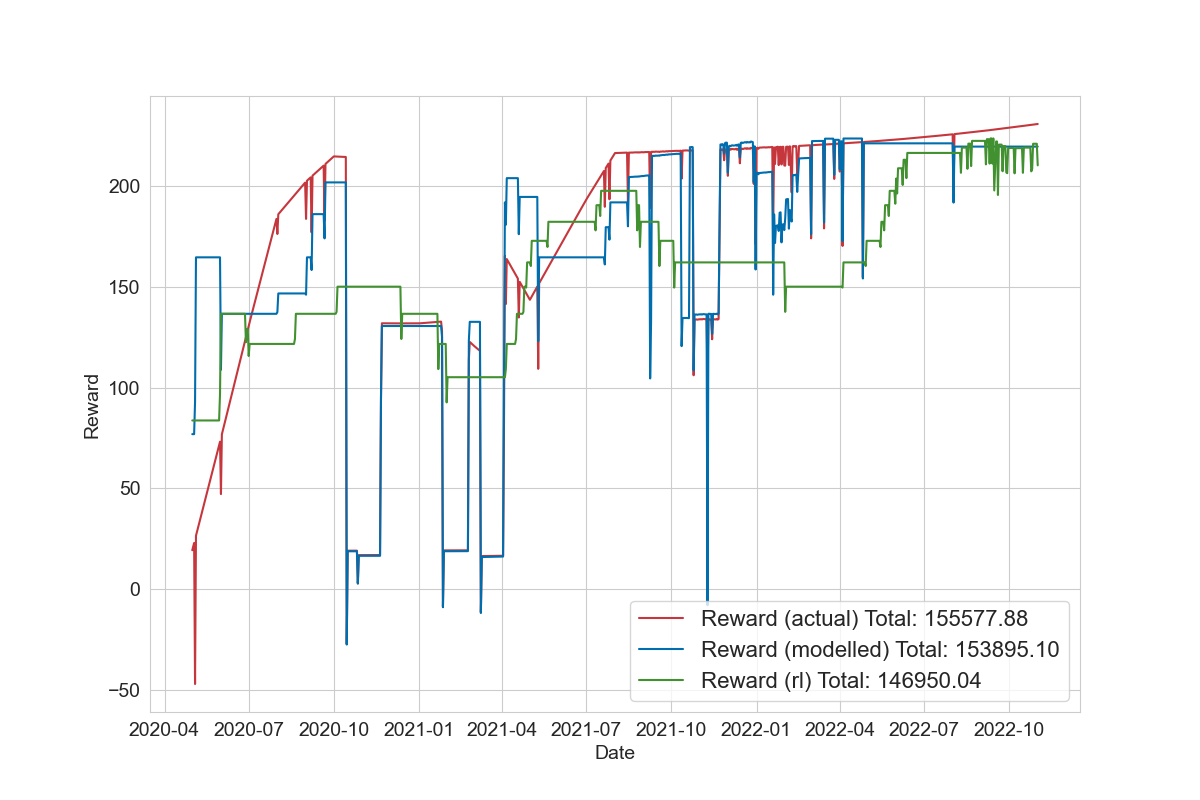 200
150
100
50
0
−50
Reward
2020-04 2020-07 2020-10 2021-01 2021-04 2021-07 2021-10 2022-01 2022-04 2022-07 2022-10
Date
Reward (actual) Total: 155577.88
Reward (modelled) Total: 153895.10
Reward (rl) Total: 146950.04